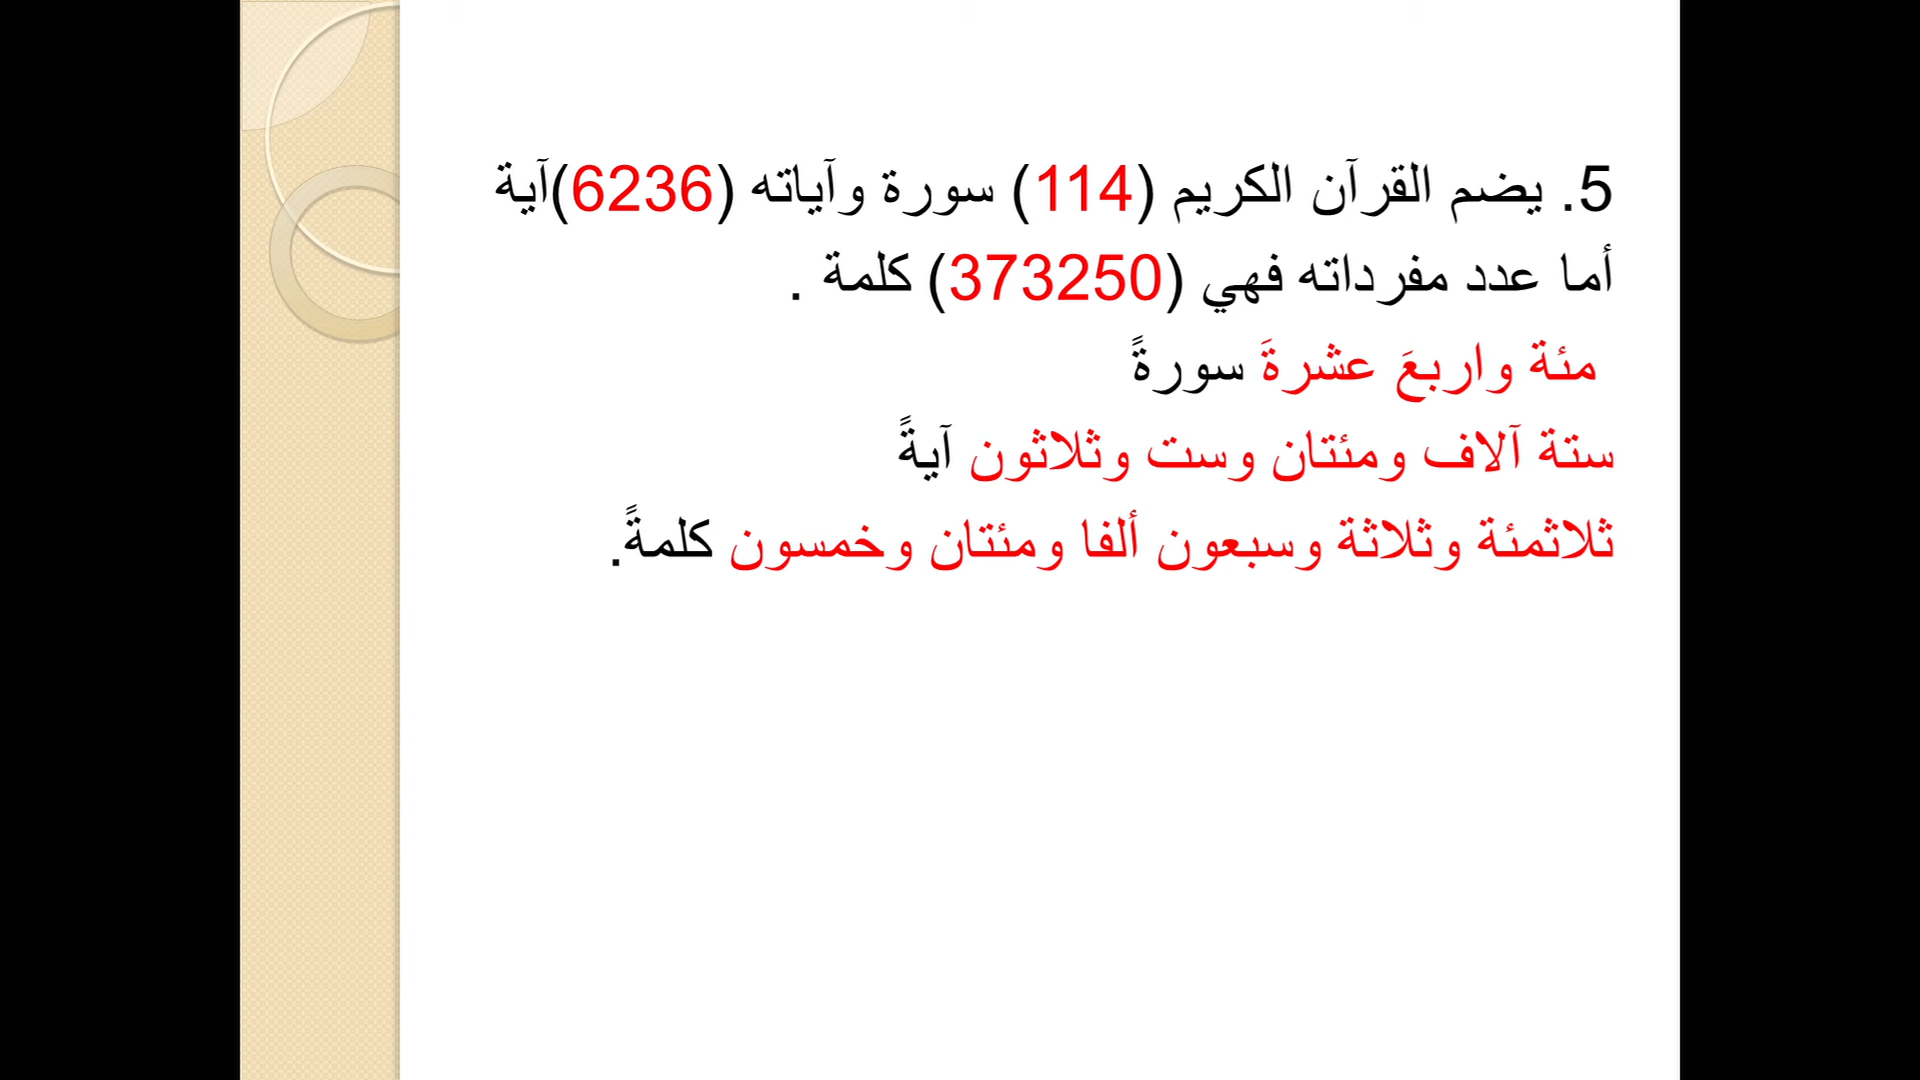 5. يضم القرآن الكريم (114) سورة وآياته (6236)آية
أما عدد مفرداته فهي (373250) كلمة .
مئة واربعَ عشرةَ سورةً
ستة آلاف ومئتان وست وثلاثون آيةً
ثلاثمئة وثلاثة وسبعون ألفا ومئتان وخمسون كلمةً.